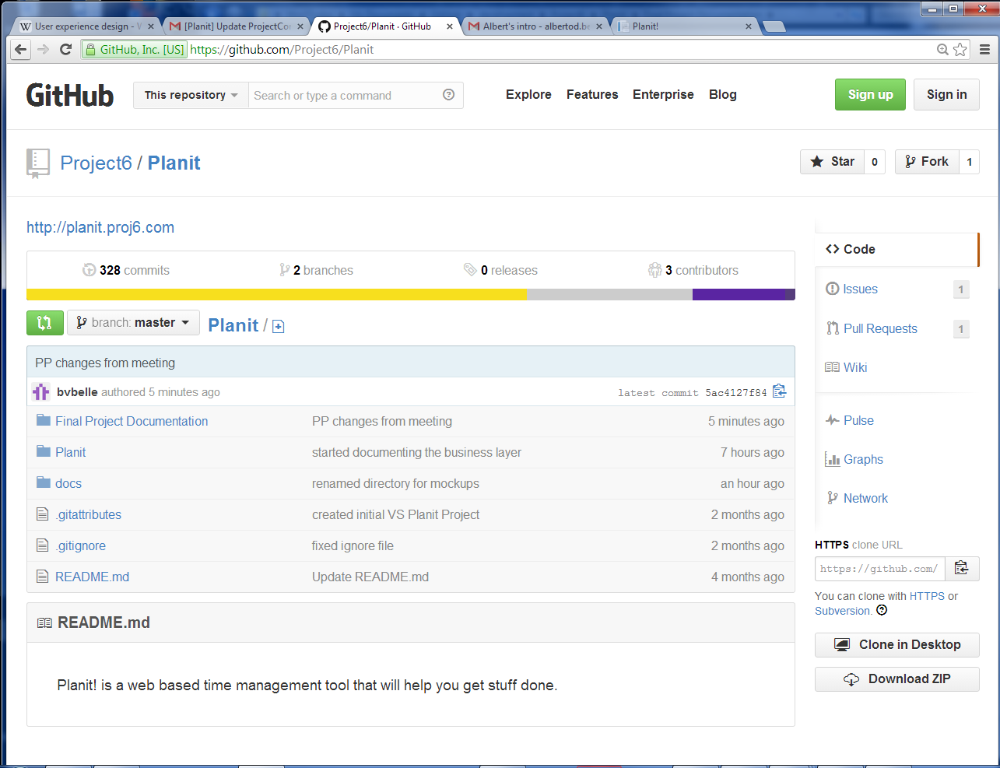 User experience design - W
[Planit] Update ProjectCor
Project6/Planit · GitHub
Albert's intro - albertod.be
Planit!
GitHub, Inc. [US] https://github.com/Project6/Planit
GitHub
This repository
Search or type a command
Explore Features Enterprise Blog
Sign up Sign in
Project6 / Planit
Star 0
Fork 1
http://planit.proj6.com
328 commits
2 branches
0 releases
3 contributors
branch: master
Planit /
PP changes from meeting
bvbelle authored 5 minutes ago
latest commit 5ac4127f84
Final Project Documentation PP changes from meeting 5 minutes ago
Planit started documenting the business layer 7 hours ago
docs renamed directory for mockups an hour ago
.gitattributes created initial VS Planit Project 2 months ago
.gitignore fixed ignore file 2 months ago
README.md Update README.md 4 months ago
README.md
Planit! is a web based time management tool that will help you get stuff done.
Code
Issues 1
Pull Requests 1
Wiki
Pulse
Graphs
Network
HTTPS clone URL
https://github.com/
You can clone with HTTPS or
Subversion.
Clone in Desktop
Download ZIP